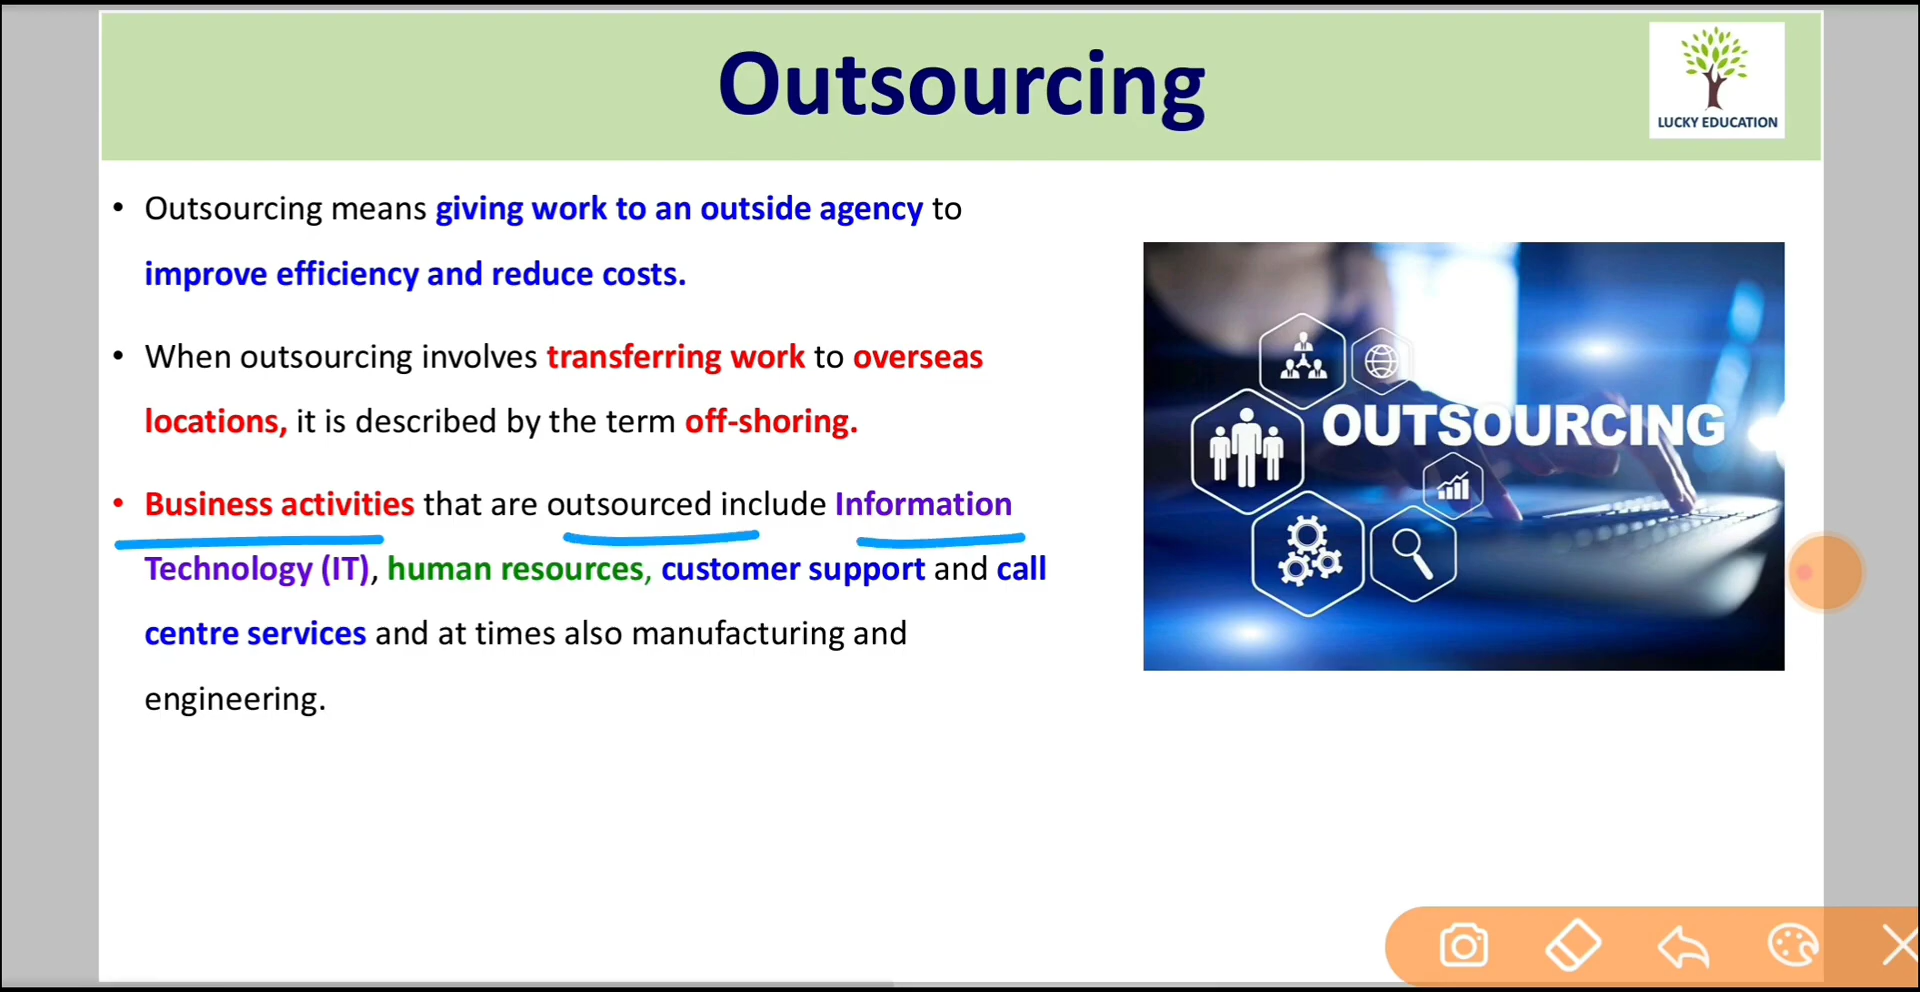 Outsourcing
LUCKY EDUCATION
• Outsourcing means giving work to an outside agency to
improve efficiency and reduce costs.
• When outsourcing involves transferring work to overseas
locations, it is described by the term off-shoring.
• Business activities that are outsourced include Information
Technology (IT), human resources, customer support and call
centre services and at times also manufacturing and
engineering.
OUTSOURCING